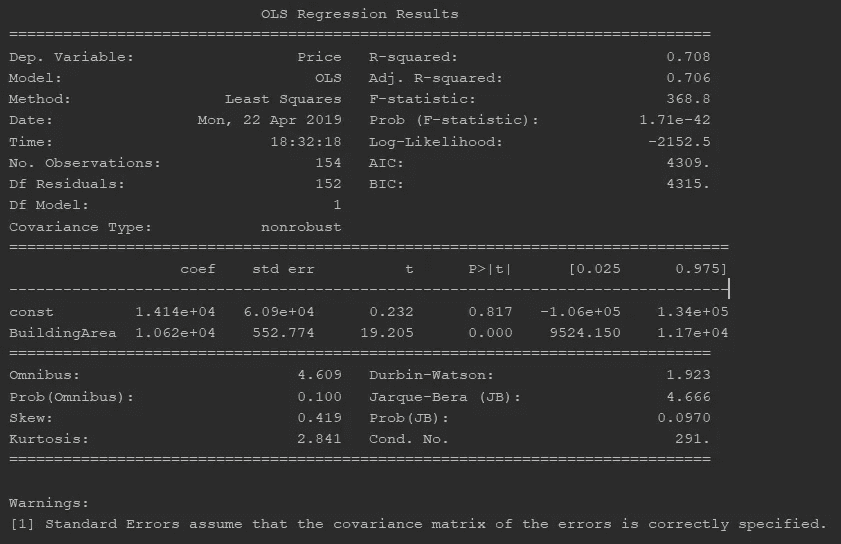 OLS Regression Results
==============================================================================
Dep. Variable: Price R-squared: 0.708
Model: OLS Adj. R-squared: 0.706
Method: Least Squares F-statistic: 368.8
Date: Mon, 22 Apr 2019 Prob (F-statistic): 1.71e-42
Time: 18:32:18 Log-Likelihood: -2152.5
No. Observations: 154 AIC: 4309.
Df Residuals: 152 BIC: 4315.
Df Model: 1
Covariance Type: nonrobust
================================================================================
coef std err t P>|t| [0.025 0.975]
--------------------------------------------------------------------------------
const 1.414e+04 6.09e+04 0.232 0.817 -1.06e+05 1.34e+05
BuildingArea 1.062e+04 552.774 19.205 0.000 9524.150 1.17e+04
==============================================================================
Omnibus: 4.609 Durbin-Watson: 1.923
Prob(Omnibus): 0.100 Jarque-Bera (JB): 4.666
Skew: 0.419 Prob(JB): 0.0970
Kurtosis: 2.841 Cond. No. 291.
==============================================================================
Warnings:
[1] Standard Errors assume that the covariance matrix of the errors is correctly specified.